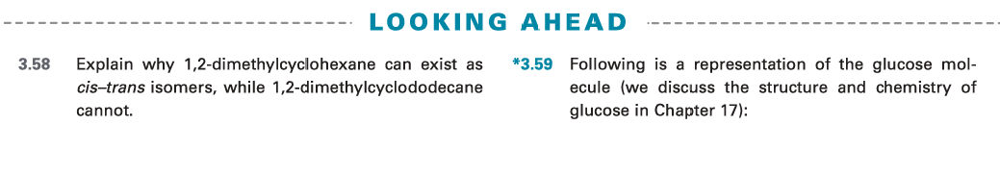 LOOKING AHEAD
3.58 Explain why 1,2-dimethylcyclohexane can exist as
cis–trans isomers, while 1,2-dimethylcyclododecane
cannot.
*3.59 Following is a representation of the glucose mol-
ecule (we discuss the structure and chemistry of
glucose in Chapter 17):